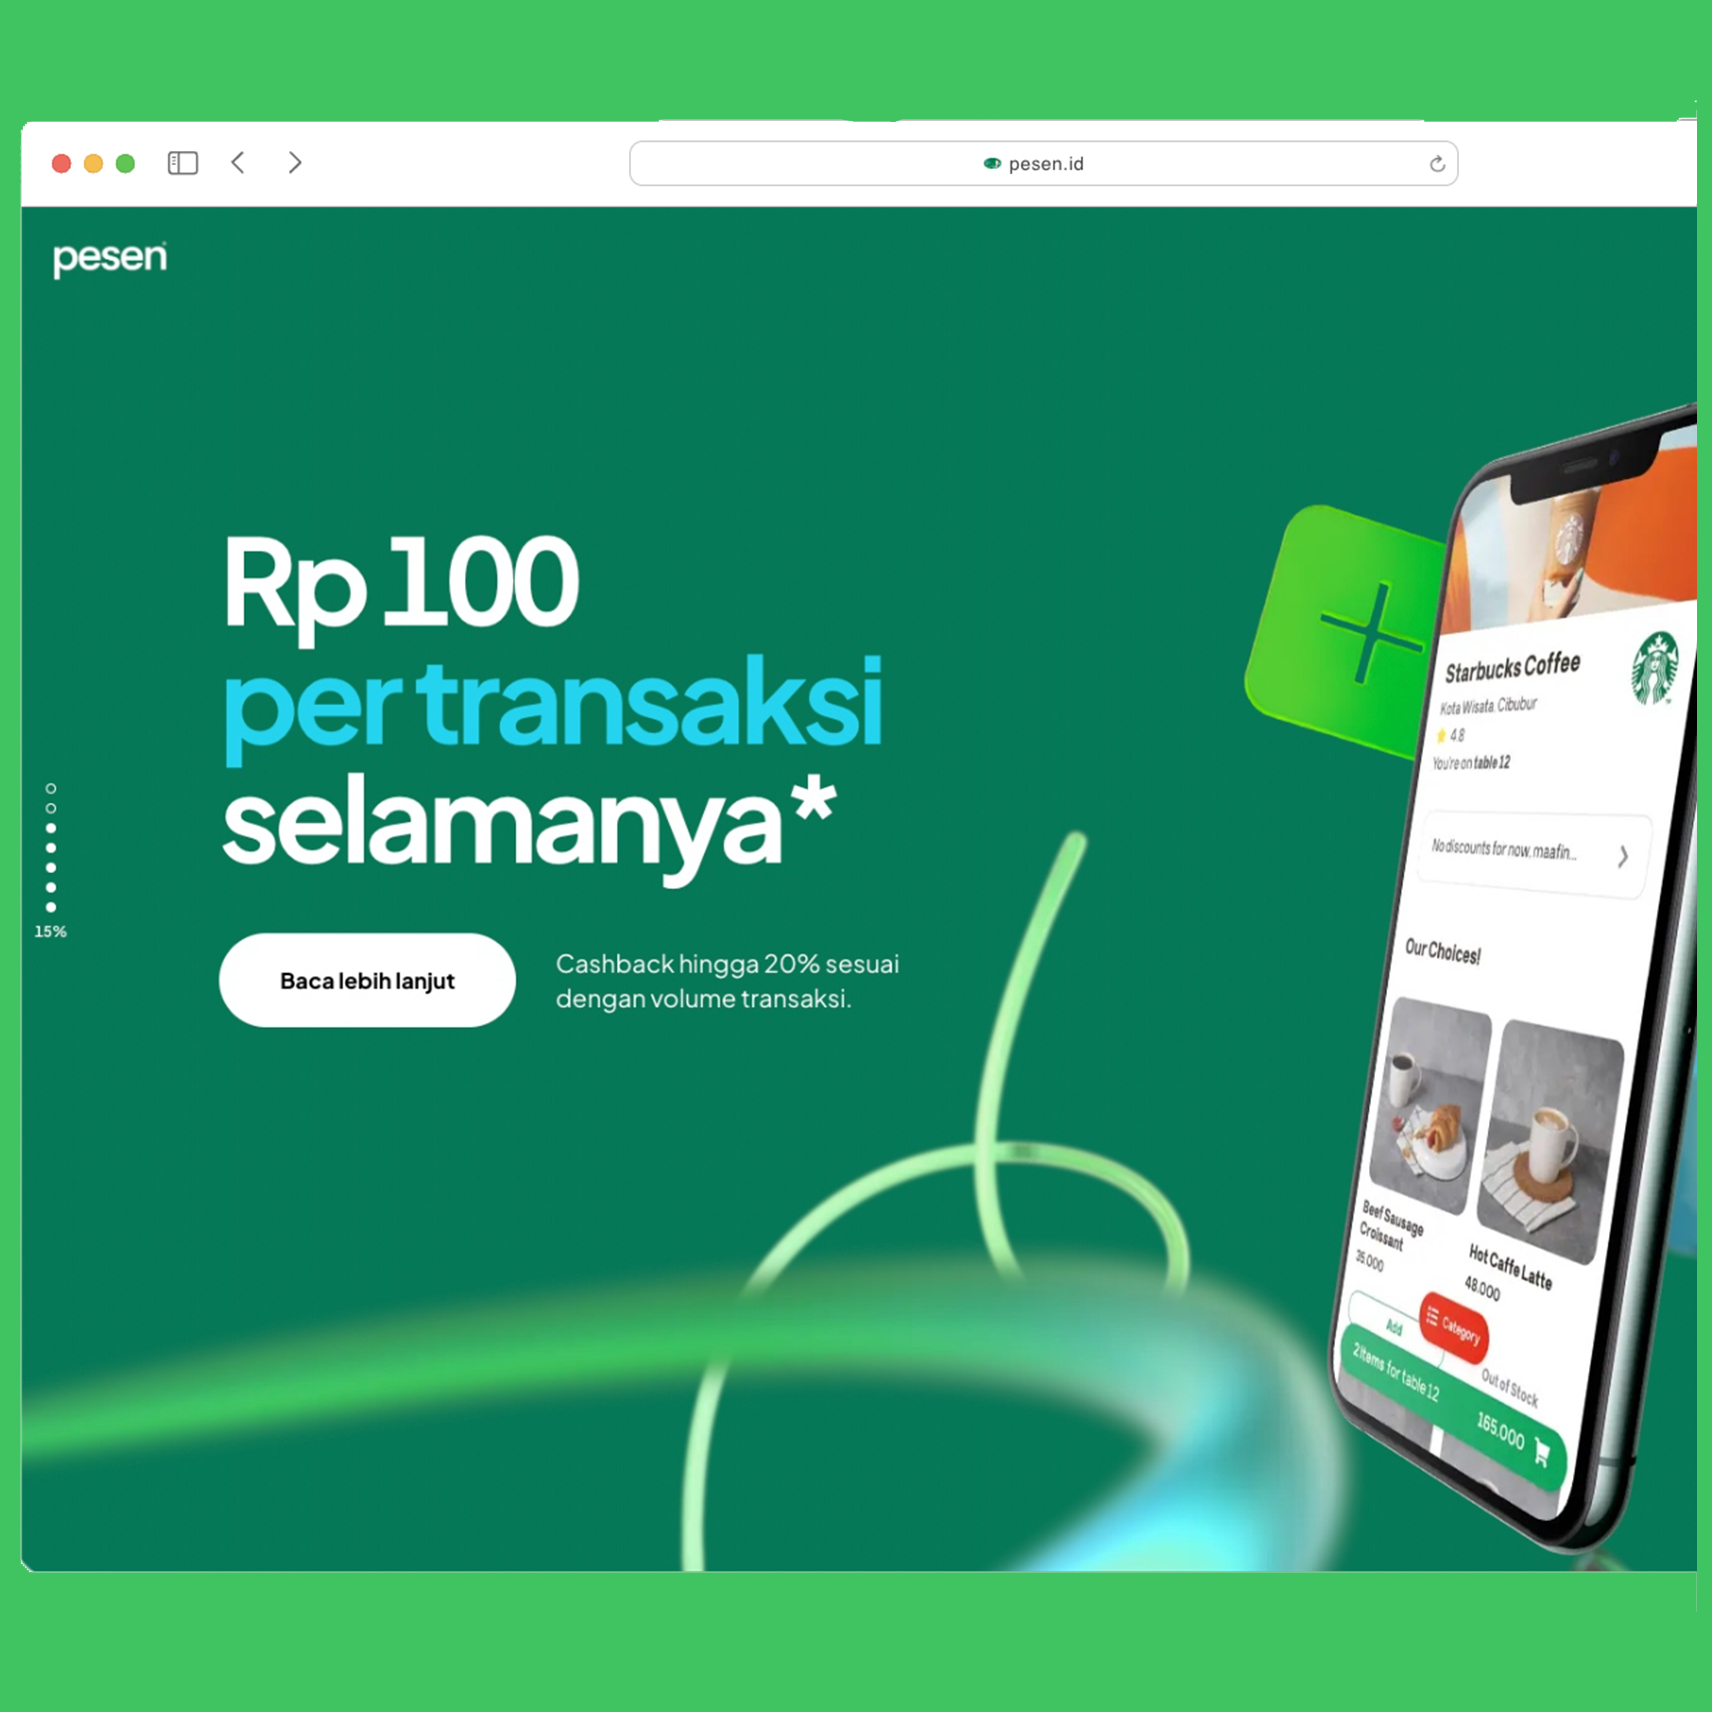 pesen.id
pesen
Rp 100
per transaksi
selamanya*
15%
Baca lebih lanjut
Cashback hingga 20% sesuai
dengan volume transaksi.
Starbucks Coffee
Kota Wisata, Cibubur
4.8
You're on table 12
No discounts for now, maafin...
Our Choices!
Beef Sausage
Croissant
35.000
Hot Caffe Latte
48.000
Add
Category
Out of Stock
2 items for table 12
165.000